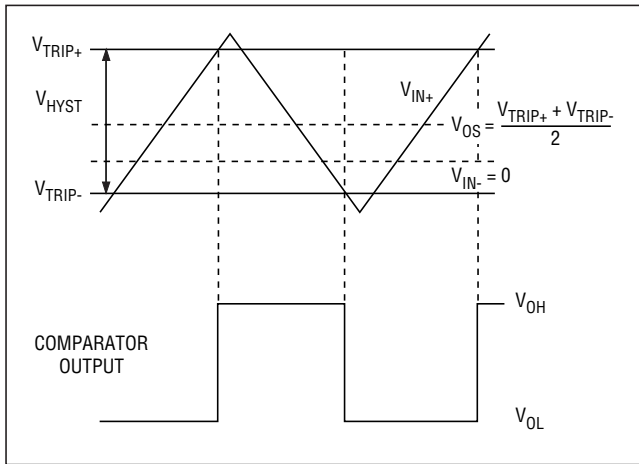 V_TRIP+
V_HYST
V_IN+
V_OS = (V_TRIP+ + V_TRIP-) / 2
V_IN- = 0
V_TRIP-
V_OH
COMPARATOR
OUTPUT
V_OL